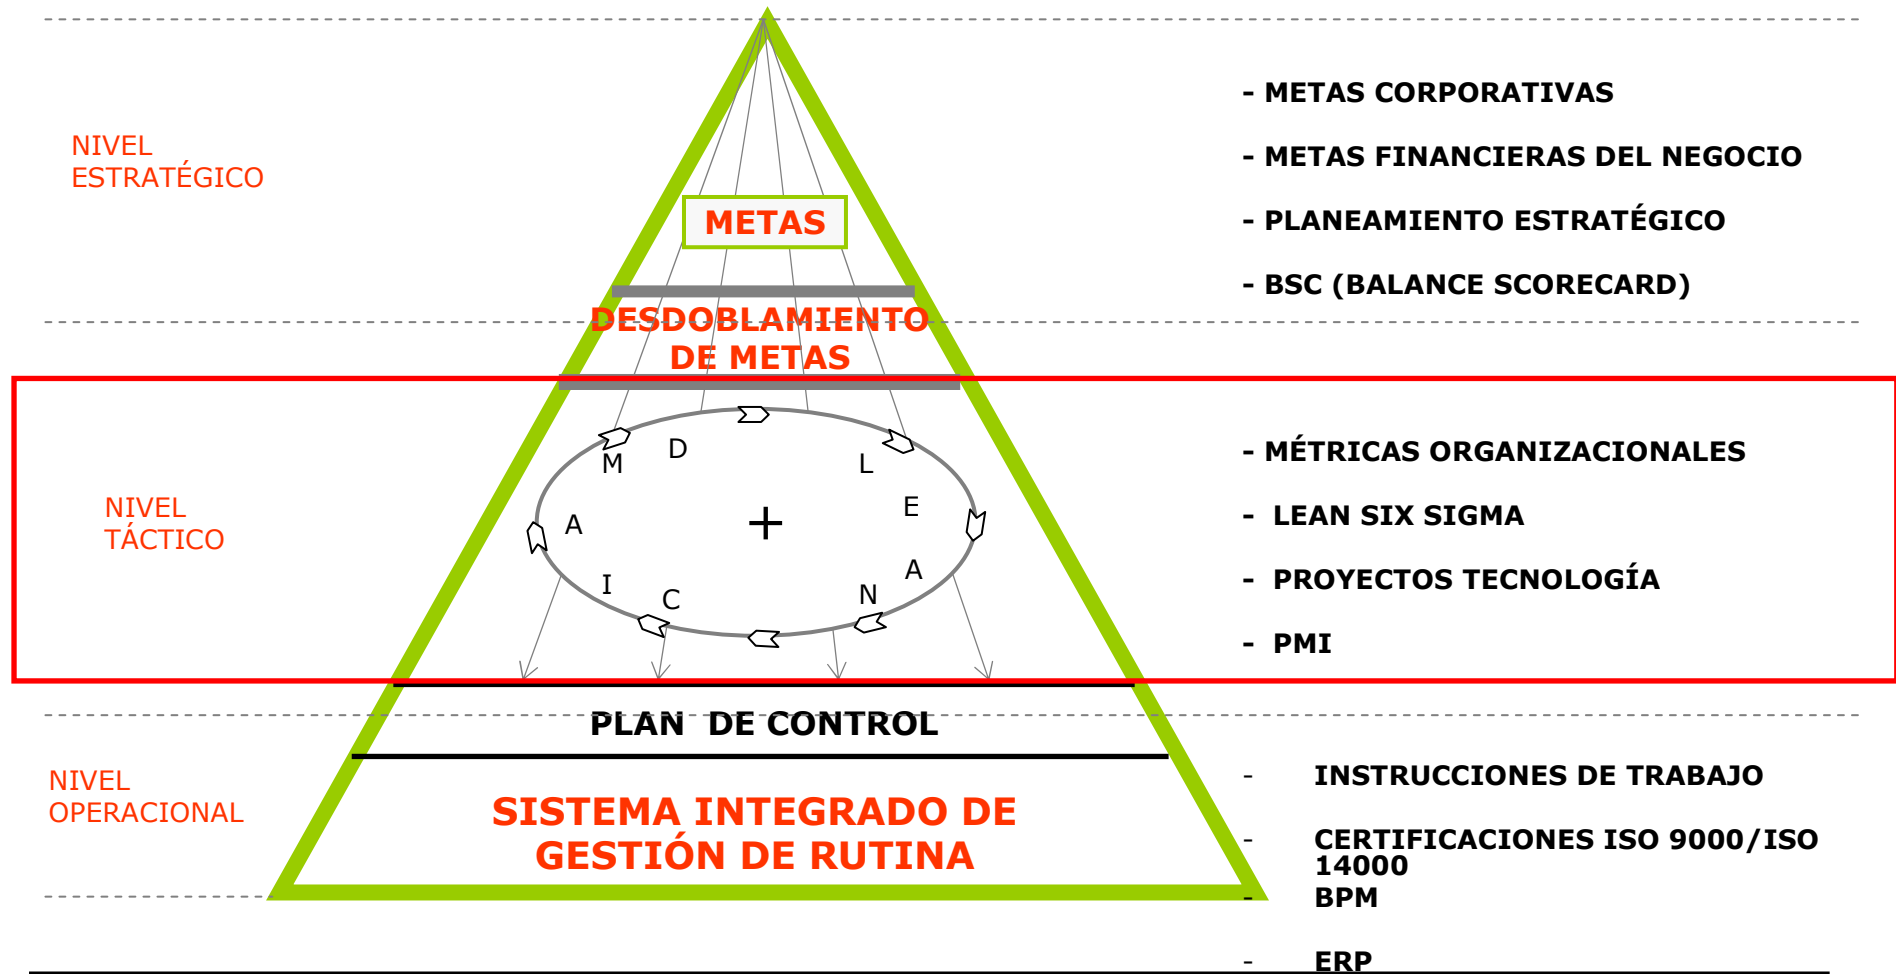 NIVEL
ESTRATÉGICO
METAS
- METAS CORPORATIVAS
- METAS FINANCIERAS DEL NEGOCIO
- PLANEAMIENTO ESTRATÉGICO
- BSC (BALANCE SCORECARD)
DESDOBLAMIENTO
DE METAS
NIVEL
TÁCTICO
D
M
A
I
C
+
L
E
A
N
- MÉTRICAS ORGANIZACIONALES
- LEAN SIX SIGMA
- PROYECTOS TECNOLOGÍA
- PMI
PLAN DE CONTROL
NIVEL
OPERACIONAL
SISTEMA INTEGRADO DE
GESTIÓN DE RUTINA
- INSTRUCCIONES DE TRABAJO
- CERTIFICACIONES ISO 9000/ISO
14000
- BPM
- ERP